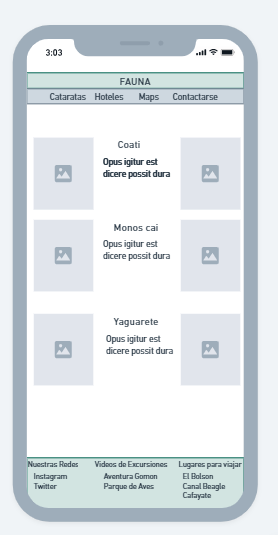 3:03
FAUNA
Cataratas Hoteles Maps Contactarse
Coati
Opus igitur est
dicere possit dura
Monos cai
Opus igitur est
dicere possit dura
Yaguarete
Opus igitur est
dicere possit dura
Nuestras Redes Videos de Excursiones Lugares para viajar
Instagram Aventura Gomon El Bolson
Twitter Parque de Aves Canal Beagle
Cafayate